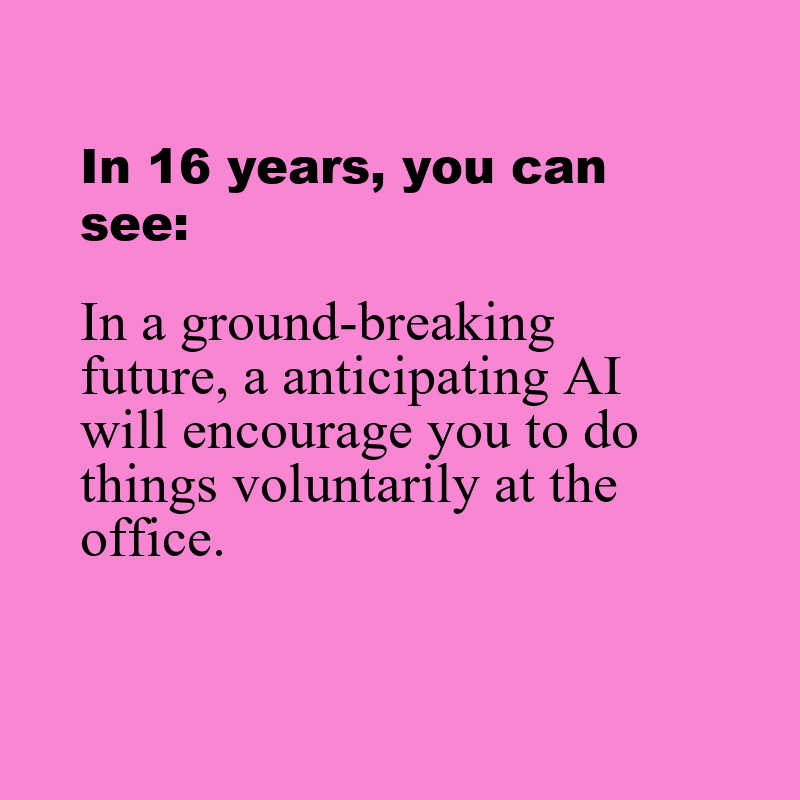 In 16 years, you can
see:
In a ground-breaking
future, a anticipating AI
will encourage you to do
things voluntarily at the
office.